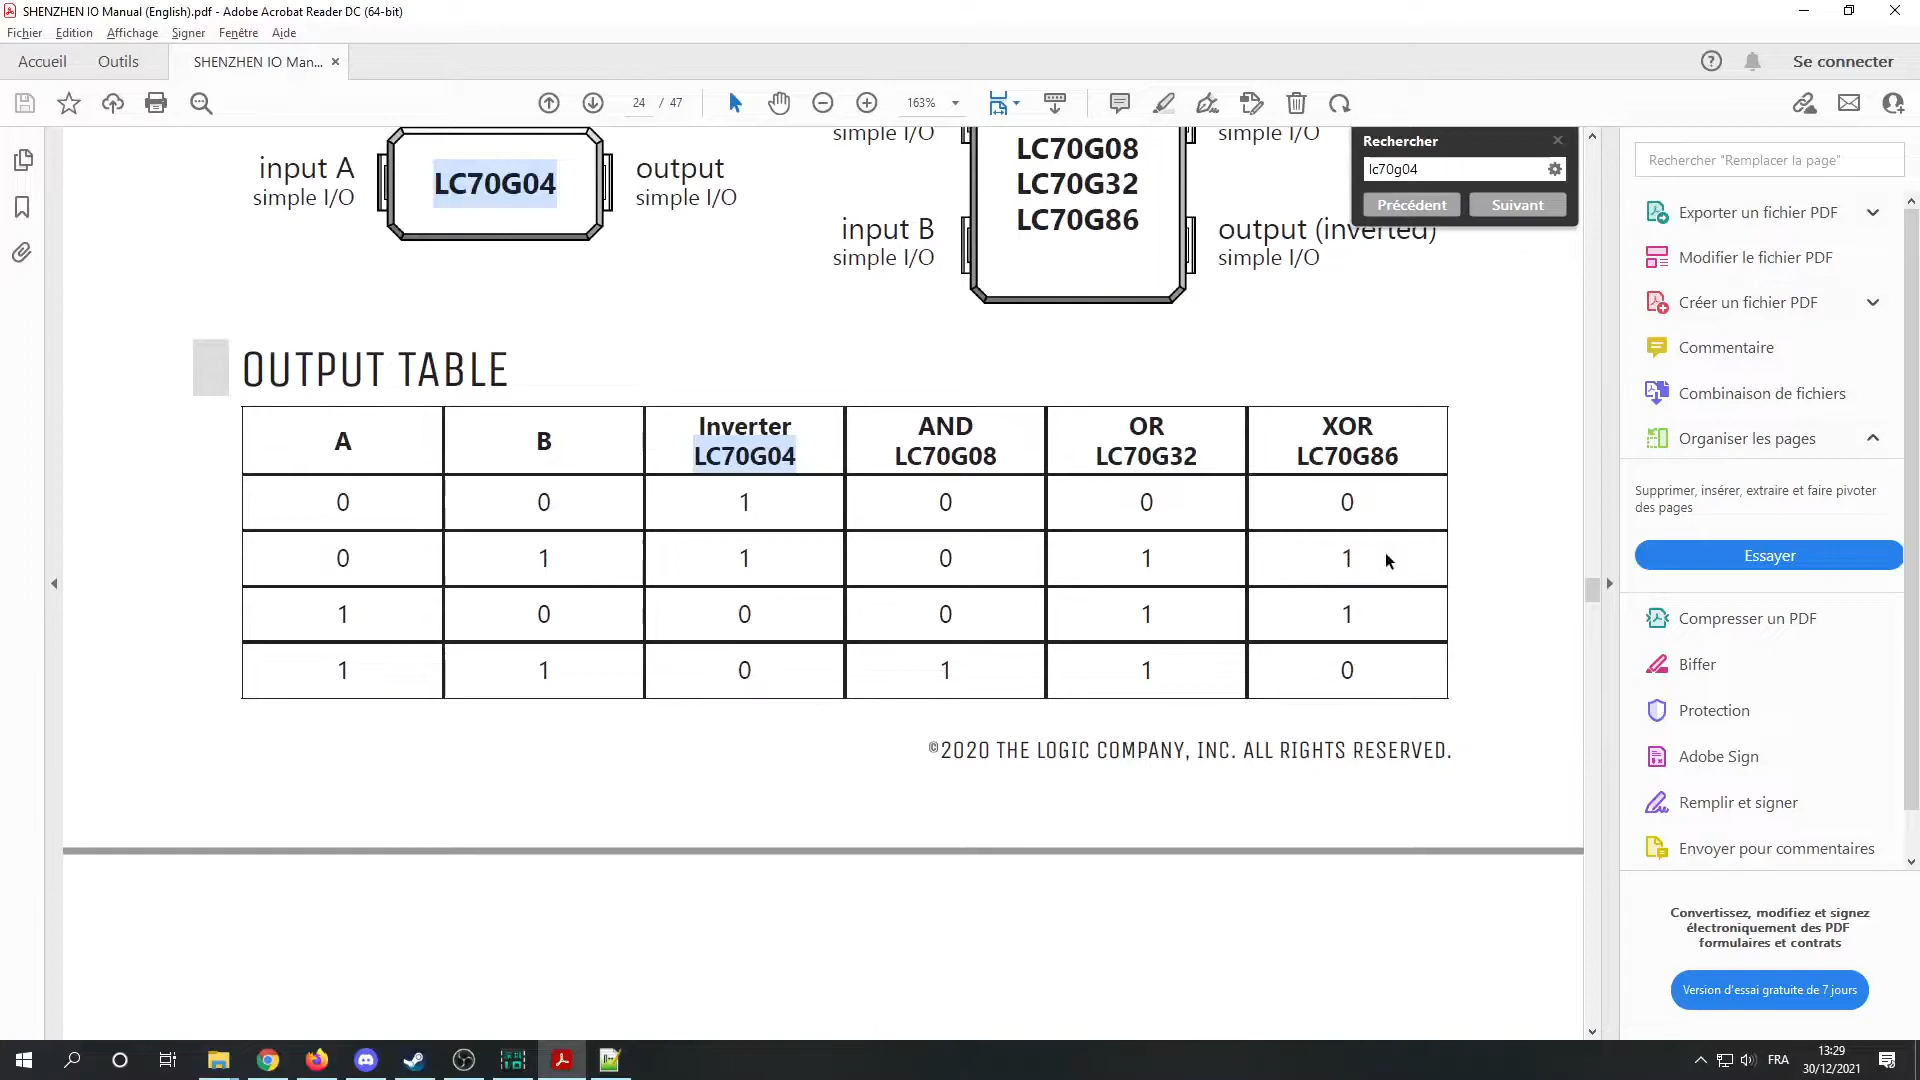 SHENZHEN IO Manual (English).pdf - Adobe Acrobat Reader DC (64-bit)
Fichier Edition Affichage Signer Fenêtre Aide
Accueil Outils SHENZHEN IO Man... × Se connecter
24 / 47 163%
input A
simple I/O
LC70G04
output
simple I/O
simple I/O
LC70G08
LC70G32
LC70G86
simple I/O
input B
simple I/O
output (inverted)
simple I/O
Rechercher
lc70g04
Précédent Suivant
OUTPUT TABLE
A B Inverter LC70G04 AND LC70G08 OR LC70G32 XOR LC70G86
0 0 1 0 0 0
0 1 1 0 1 1
1 0 0 0 1 1
1 1 0 1 1 0
©2020 THE LOGIC COMPANY, INC. ALL RIGHTS RESERVED.
Rechercher "Remplacer la page"
Exporter un fichier PDF
Modifier le fichier PDF
Créer un fichier PDF
Commentaire
Combinaison de fichiers
Organiser les pages
Supprimer, insérer, extraire et faire pivoter
des pages
Essayer
Compresser un PDF
Biffer
Protection
Adobe Sign
Remplir et signer
Envoyer pour commentaires
Convertissez, modifiez et signez
électroniquement des PDF
formulaires et contrats
Version d'essai gratuite de 7 jours
FRA
13:29
30/12/2021